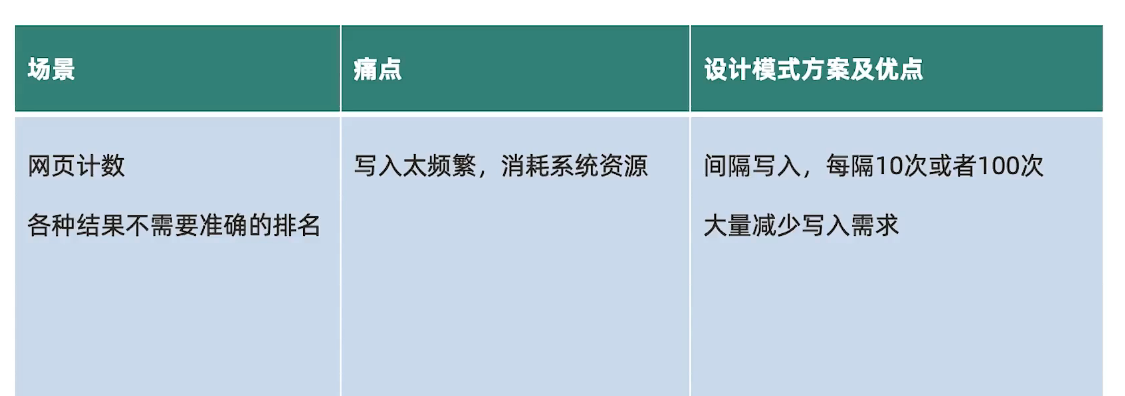 场景
痛点
设计模式方案及优点
网页计数
各种结果不需要准确的排名
写入太频繁，消耗系统资源
间隔写入，每隔10次或者100次
大量减少写入需求